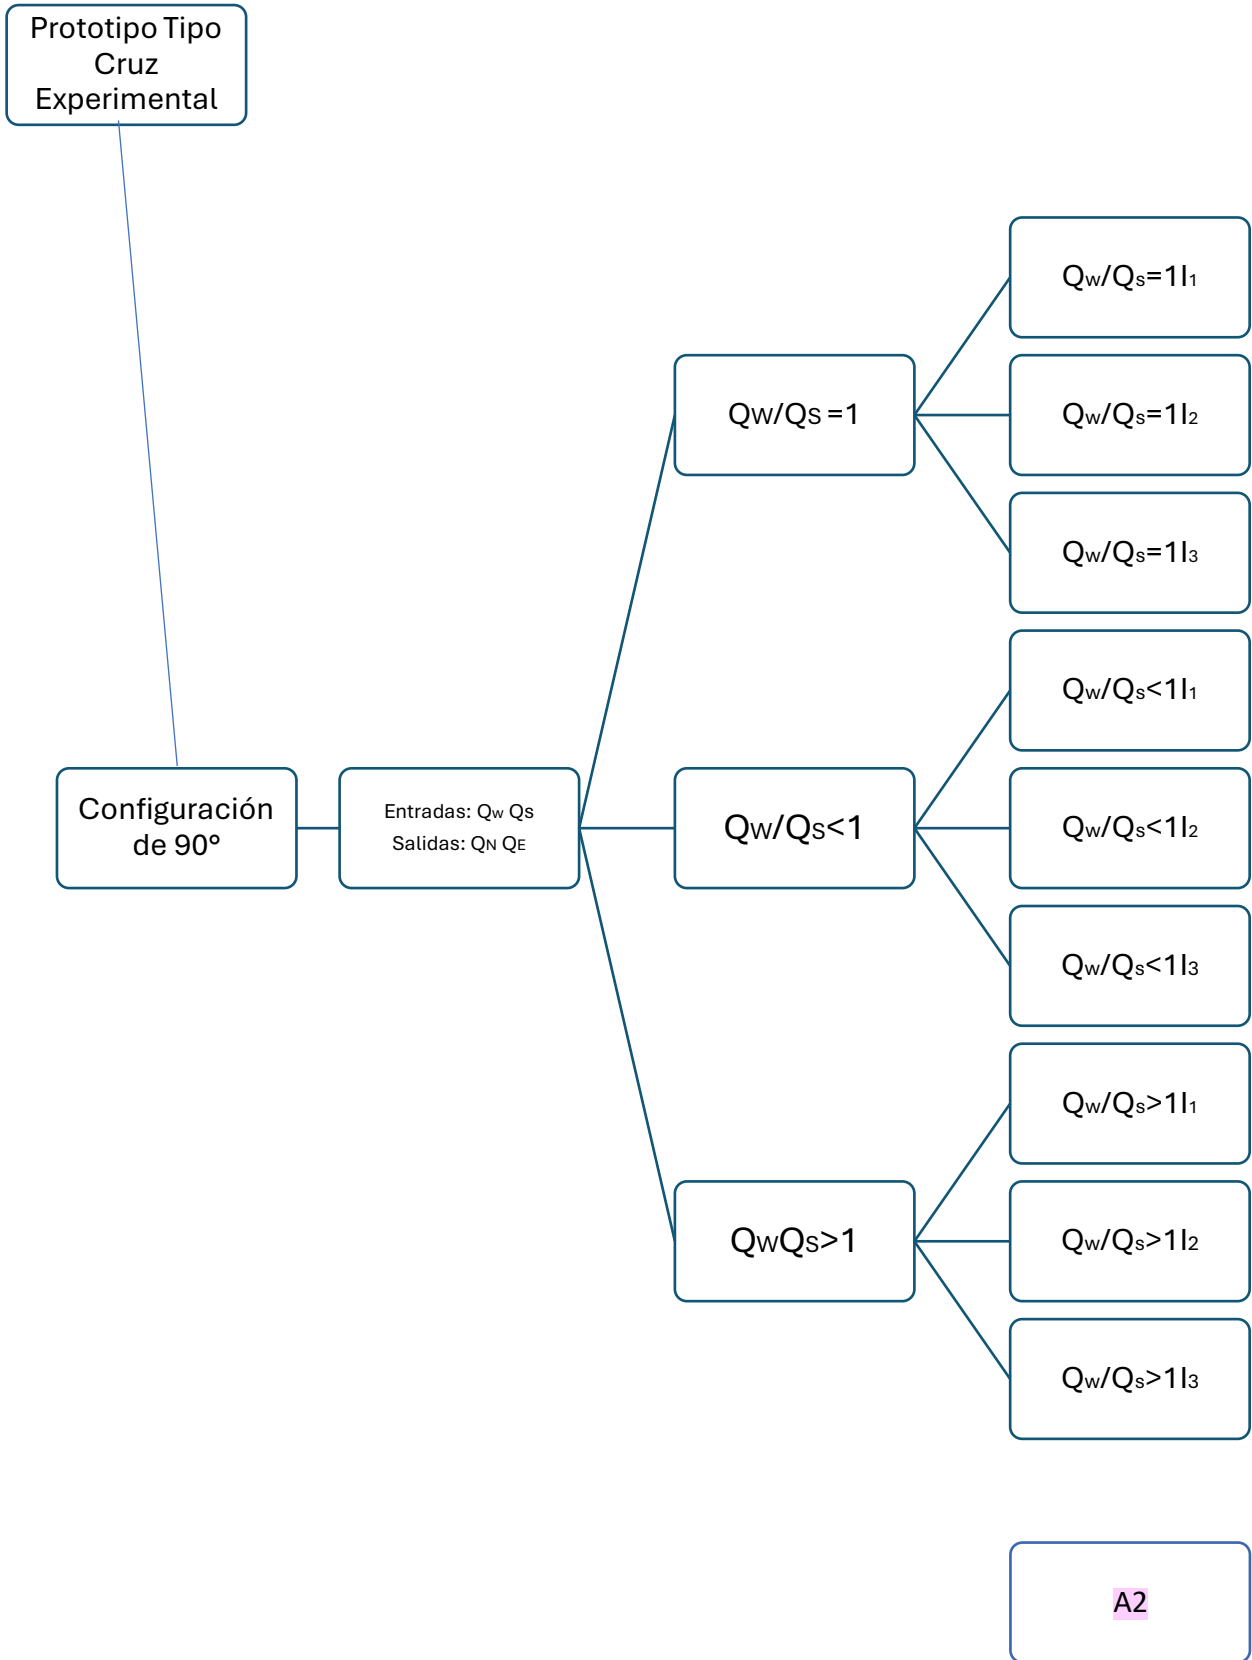 Prototipo Tipo
Cruz
Experimental
Configuración
de 90°
Entradas: Qw Qs
Salidas: QN QE
QW/QS =1
QW/QS<1
QWQS>1
Qw/Qs=1I1
Qw/Qs=1I2
Qw/Qs=1I3
Qw/Qs<1I1
Qw/Qs<1I2
Qw/Qs<1I3
Qw/Qs>1I1
Qw/Qs>1I2
Qw/Qs>1I3
A2